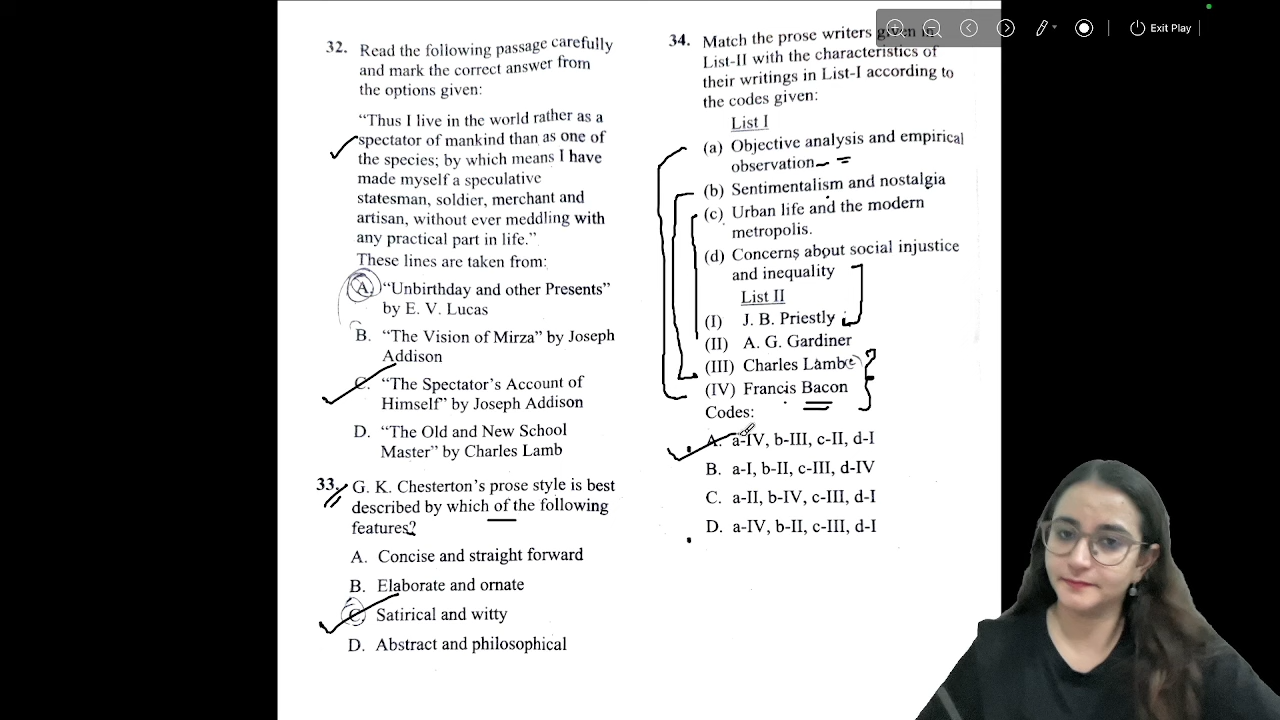 Exit Play
32. Read the following passage carefully
and mark the correct answer from
the options given:
“Thus I live in the world rather as a
spectator of mankind than as one of
the species; by which means I have
made myself a speculative
statesman, soldier, merchant and
artisan, without ever meddling with
any practical part in life.”
These lines are taken from:
A. “Unbirthday and other Presents”
by E. V. Lucas
B. “The Vision of Mirza” by Joseph
Addison
C. “The Spectator’s Account of
Himself” by Joseph Addison
D. “The Old and New School
Master” by Charles Lamb
33. G. K. Chesterton’s prose style is best
described by which of the following
features?
A. Concise and straight forward
B. Elaborate and ornate
C. Satirical and witty
D. Abstract and philosophical
34. Match the prose writers given in
List-II with the characteristics of
their writings in List-I according to
the codes given:
List I
(a) Objective analysis and empirical
observation
(b) Sentimentalism and nostalgia
(c) Urban life and the modern
metropolis.
(d) Concerns about social injustice
and inequality
List II
(I) J. B. Priestly
(II) A. G. Gardiner
(III) Charles Lamb
(IV) Francis Bacon
Codes:
A. a-IV, b-III, c-II, d-I
B. a-I, b-II, c-III, d-IV
C. a-II, b-IV, c-III, d-I
D. a-IV, b-II, c-III, d-I